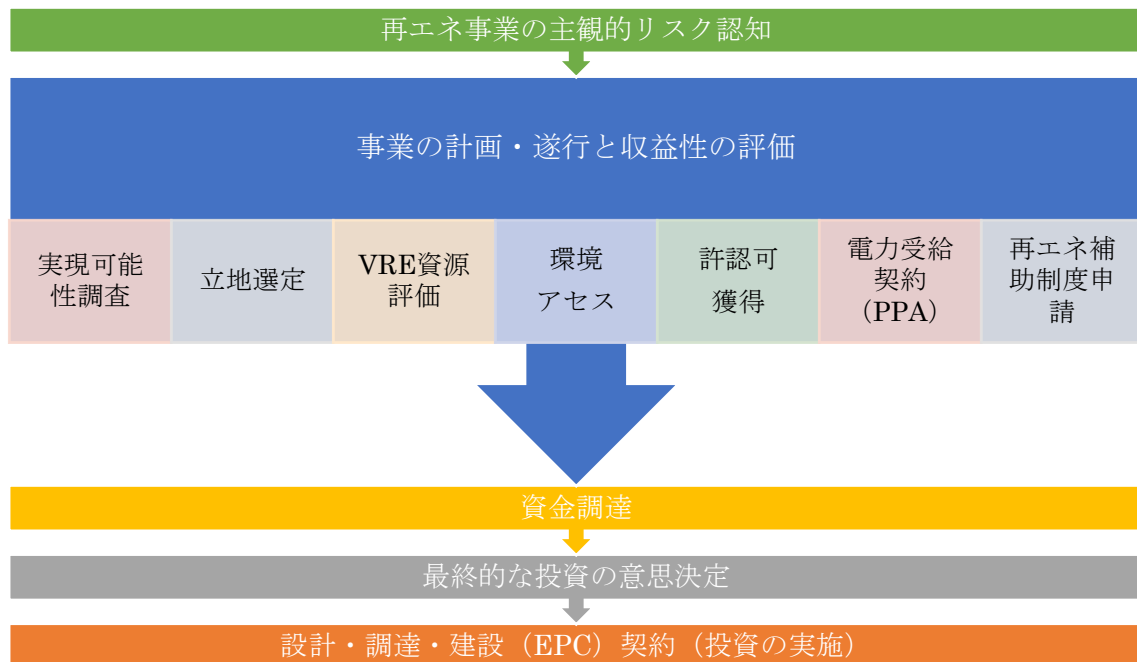 再エネ事業の主観的リスク認知
事業の計画・遂行と収益性の評価
実現可能
性調査
立地選定
VRE資源
評価
環境
アセス
許認可
獲得
電力受給
契約
（PPA）
再エネ補
助制度申
請
資金調達
最終的な投資の意思決定
設計・調達・建設（EPC）契約（投資の実施）